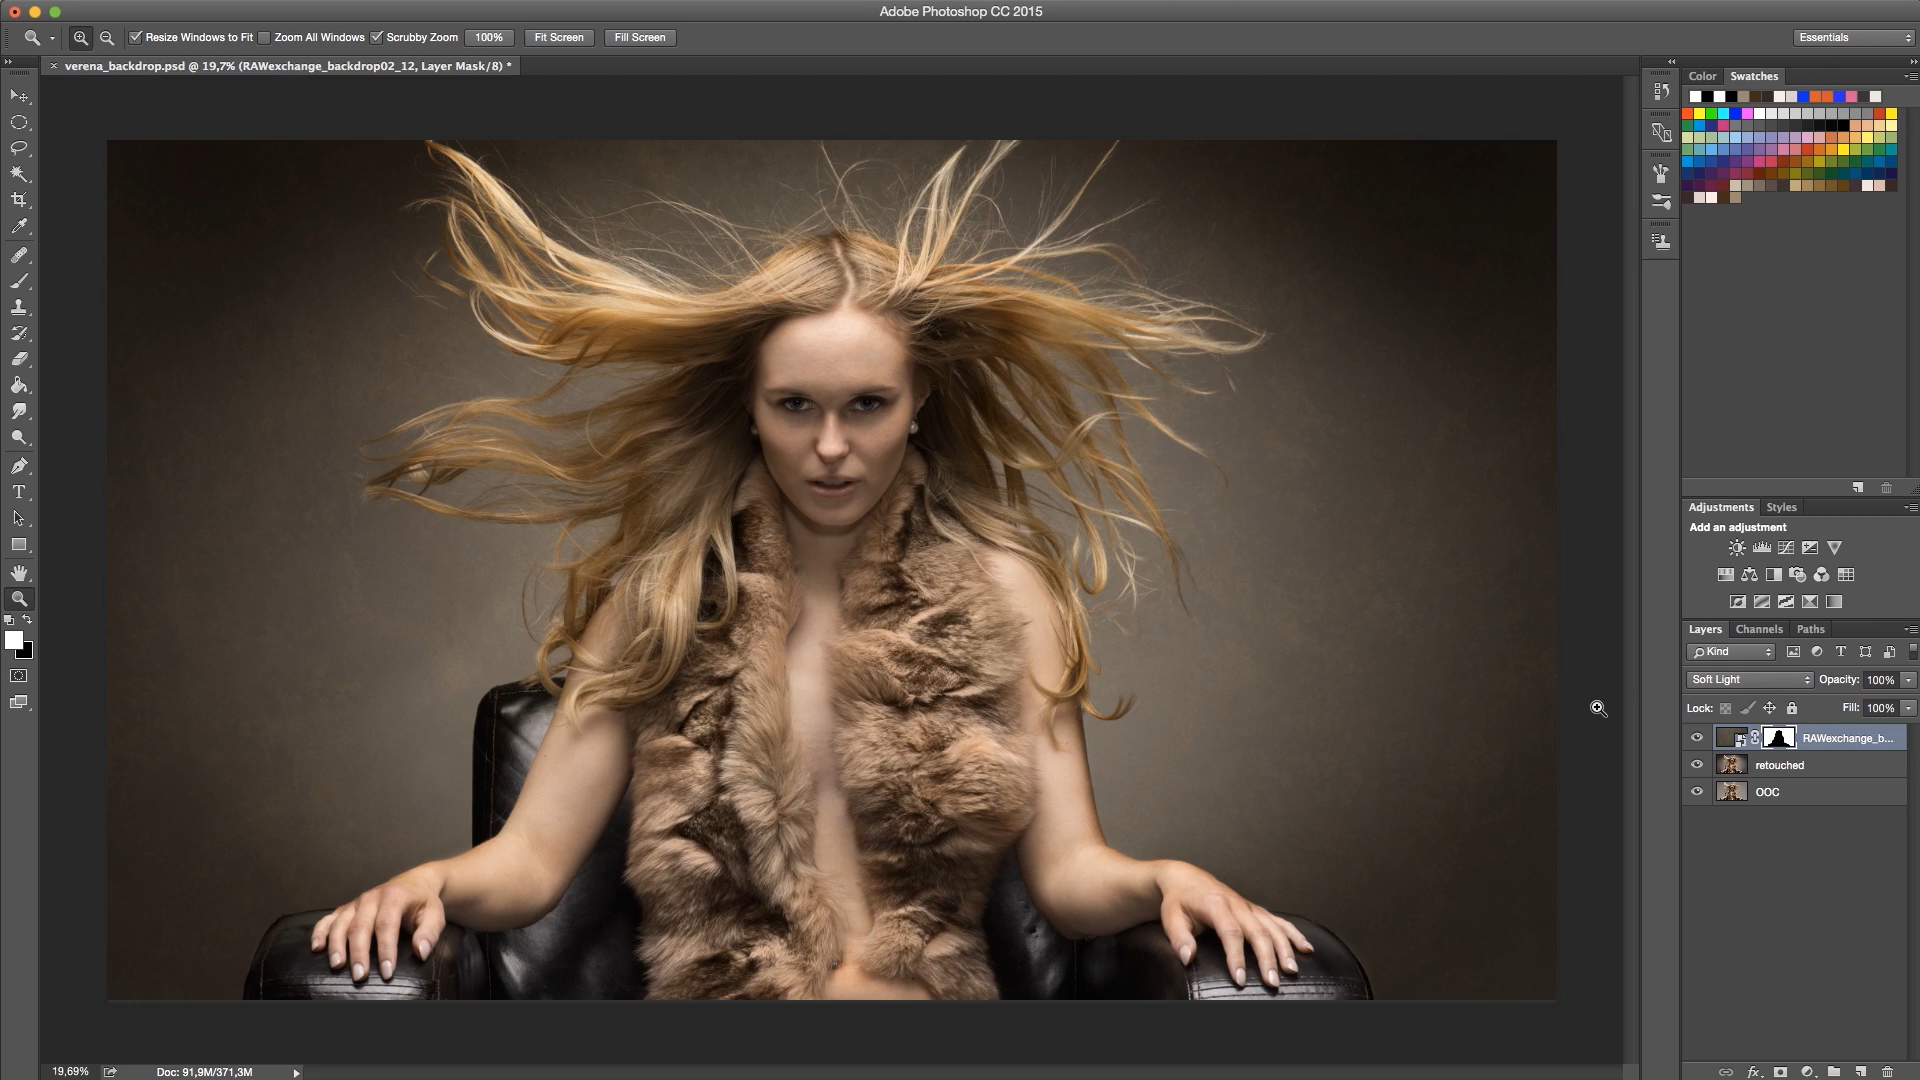 Adobe Photoshop CC 2015
Resize Windows to Fit Zoom All Windows Scrubby Zoom 100% Fit Screen Fill Screen Essentials
× verena_backdrop.psd @ 19,7% (RAWexchange_backdrop02_12, Layer Mask/8) *
Color Swatches
Adjustments Styles
Add an adjustment
Layers Channels Paths
Kind
Soft Light Opacity: 100%
Lock: Fill: 100%
RAWexchange_b...
retouched
OOC
19,69% Doc: 91,9M/371,3M